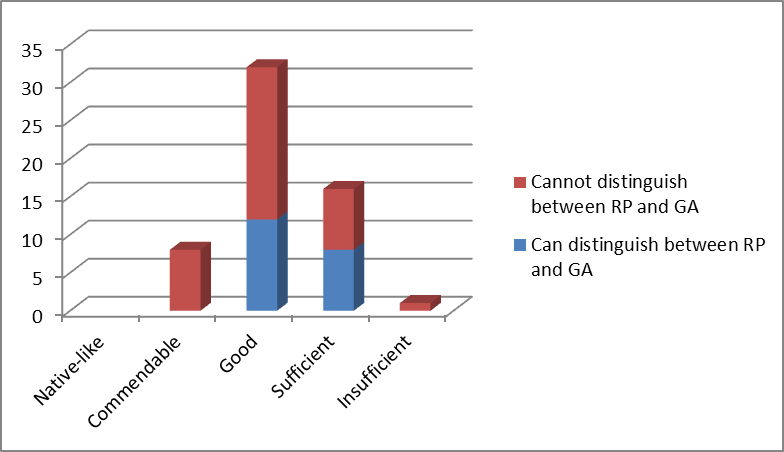 35
30
25
20
15
10
5
0
Native-like
Commendable
Good
Sufficient
Insufficient
Cannot distinguish
between RP and GA
Can distinguish between RP
and GA